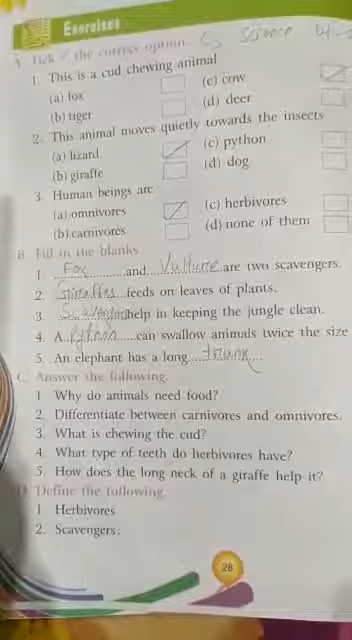 Exercises
A. Tick ✓ the correct option. Science
1. This is a cud chewing animal
(a) fox
(c) cow
(b) tiger
(d) deer
2. This animal moves quietly towards the insects
(a) lizard
(c) python
(b) giraffe
(d) dog
3. Human beings are
(a) omnivores
(c) herbivores
(b) carnivores
(d) none of them
B. Fill in the blanks.
1 Fox and Vulture are two scavengers.
2. Giraffes feeds on leaves of plants.
3. help in keeping the jungle clean.
4. A Python can swallow animals twice the size
5. An elephant has a long trunk
C. Answer the following.
1 Why do animals need food?
2. Differentiate between carnivores and omnivores.
3. What is chewing the cud?
4. What type of teeth do herbivores have?
5. How does the long neck of a giraffe help it?
D. Define the following.
1 Herbivores
2. Scavengers.
28